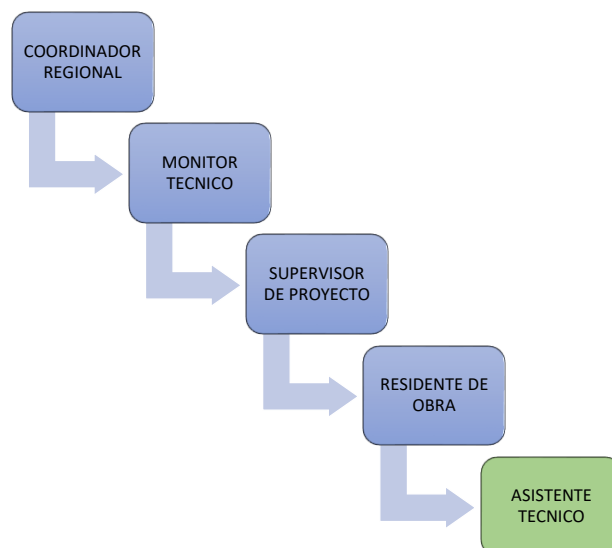 COORDINADOR
REGIONAL
MONITOR
TECNICO
SUPERVISOR
DE PROYECTO
RESIDENTE DE
OBRA
ASISTENTE
TECNICO